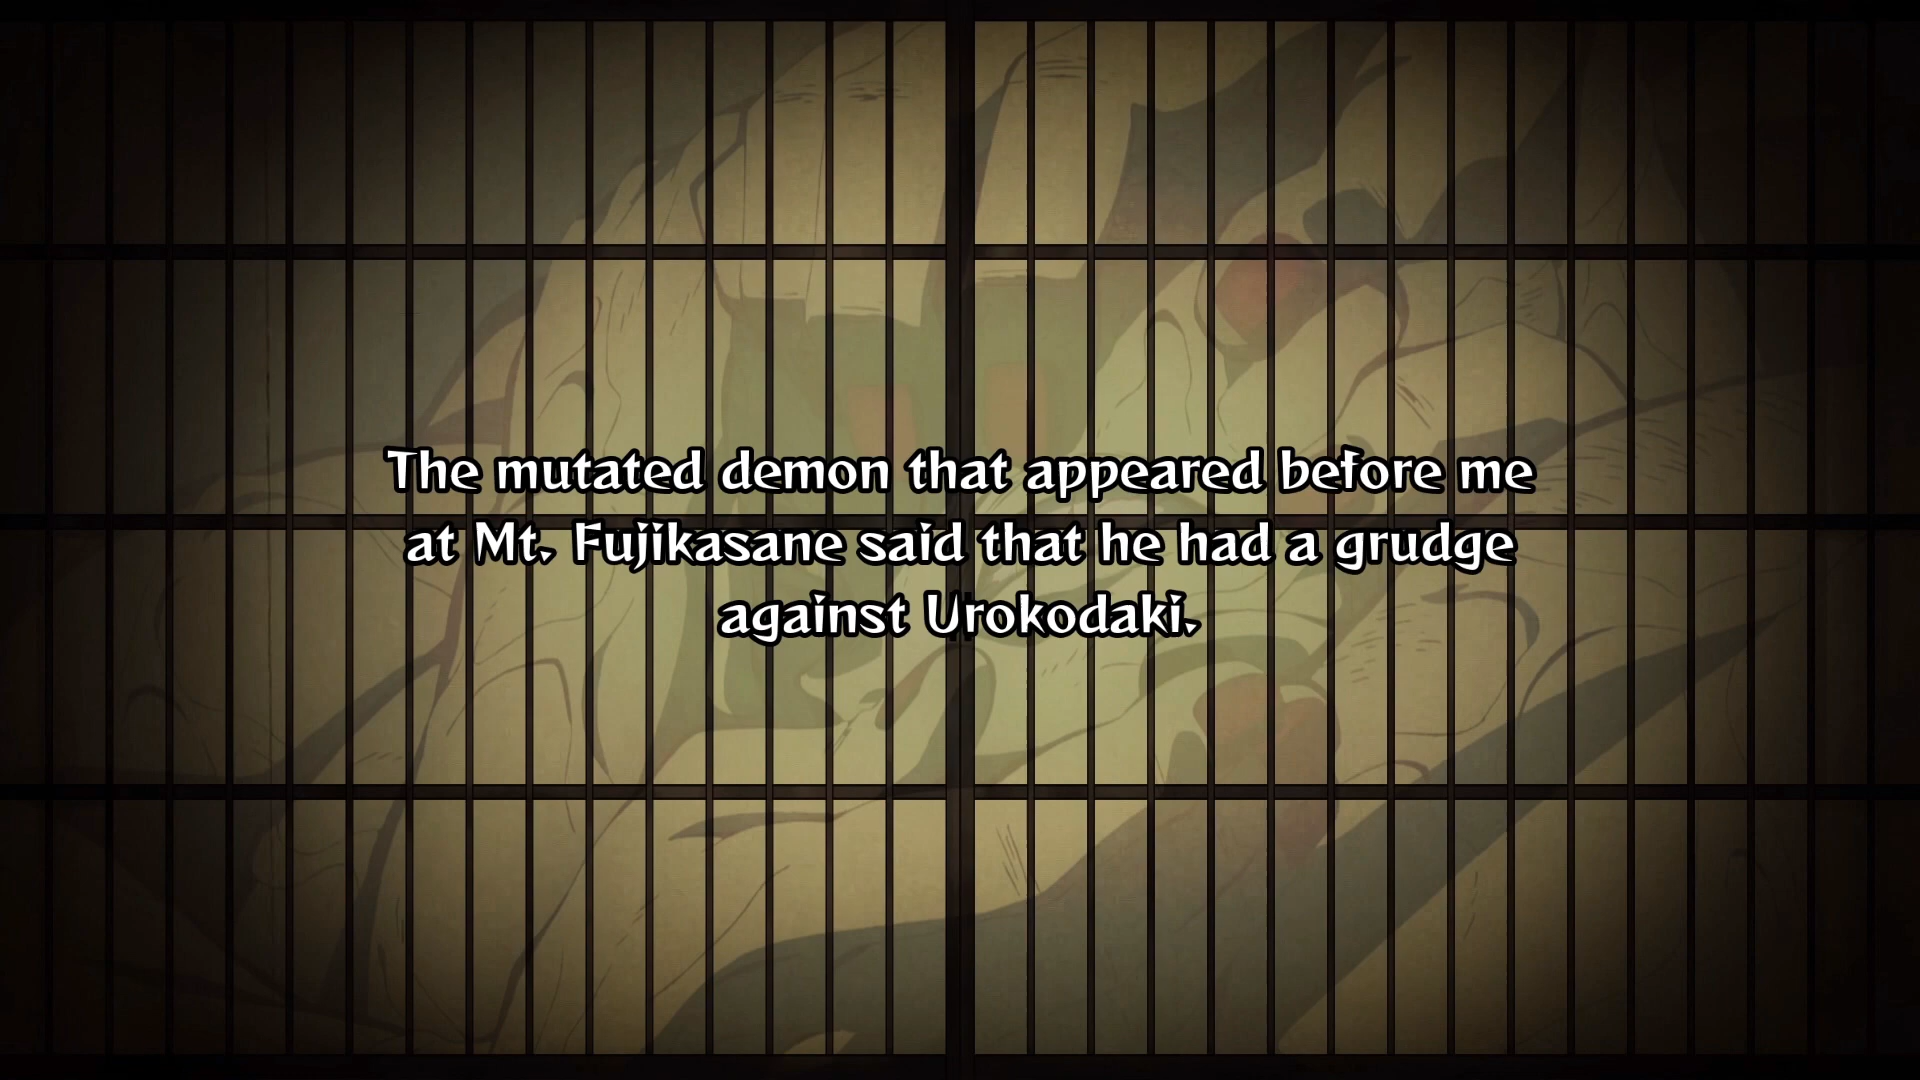 The mutated demon that appeared before me
at Mt. Fujikasane said that he had a grudge
against Urokodaki.